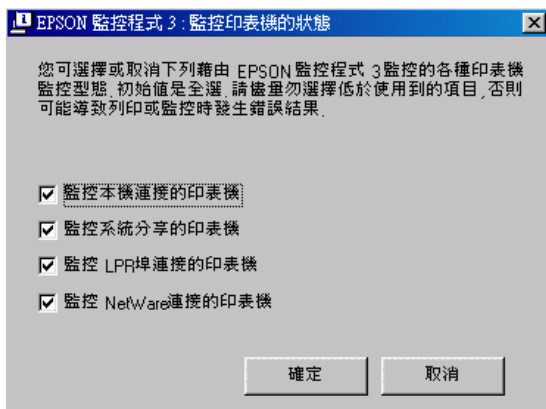 EPSON 監控程式 3 : 監控印表機的狀態
您可選擇或取消下列藉由 EPSON 監控程式 3監控的各種印表機
監控型態,初始值是全選,請儘量勿選擇低於使用到的項目,否則
可能導致列印或監控時發生錯誤結果.
監控本機連接的印表機
監控系統分享的印表機
監控 LPR埠連接的印表機
監控 NetWare連接的印表機
確定 取消